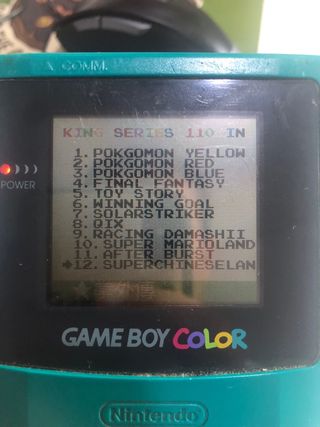 COMM.
KING SERIES 110 IN
1. POKGOMON YELLOW
2. POKGOMON RED
3. POKGOMON BLUE
4. FINAL FANTASY
5. TOY STORY
6. WINNING GOAL
7. SOLARSTRIKER
8. QIX
9. RACING DAMASHII
10. SUPER MARIOLAND
11. AFTER BURST
12. SUPERCHINESELAN
POWER
GAME BOY COLOR
Nintendo